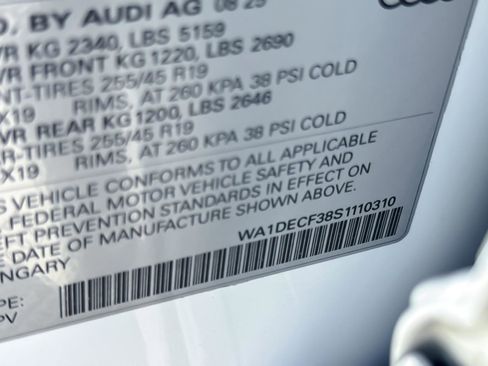 D. BY AUDI AG 08 25
VR KG 2340, LBS 5159
VR FRONT KG 1220, LBS 2690
NT-TIRES 255/45 R19
X19 RIMS, AT 260 KPA 38 PSI COLD
VR REAR KG 1200, LBS 2646
R-TIRES 255/45 R19
X19 RIMS, AT 260 KPA 38 PSI COLD
S VEHICLE CONFORMS TO ALL APPLICABLE
. FEDERAL MOTOR VEHICLE SAFETY AND
EFT PREVENTION STANDARDS IN EFFECT ON
DATE OF MANUFACTURE SHOWN ABOVE.
NGARY
WA1DECF38S1110310
PE:
PV